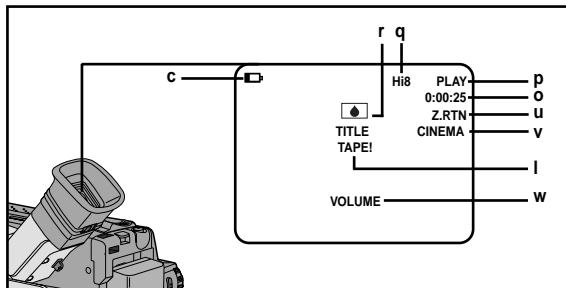 r q
c
Hi8 PLAY p
0:00:25 o
Z.RTN u
TITLE CINEMA v
TAPE!
l
VOLUME w